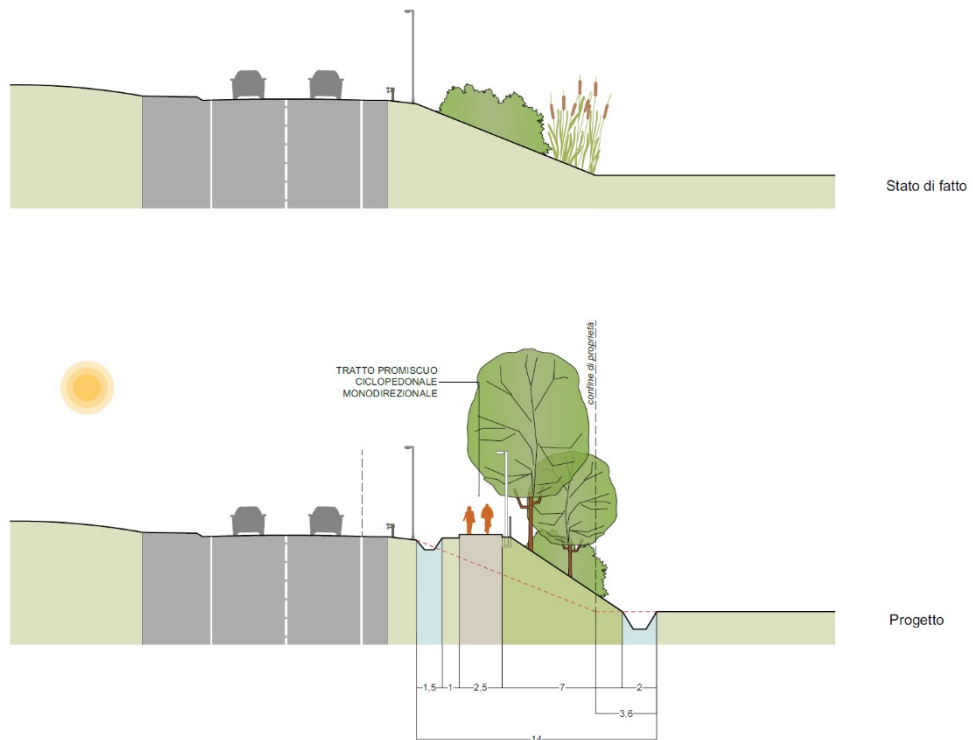 Stato di fatto
confine di proprietà
TRATTO PROMISCUO
CICLOPEDONALE
MONODIREZIONALE
Progetto
1,5
1
2,5
7
2
3,6
14